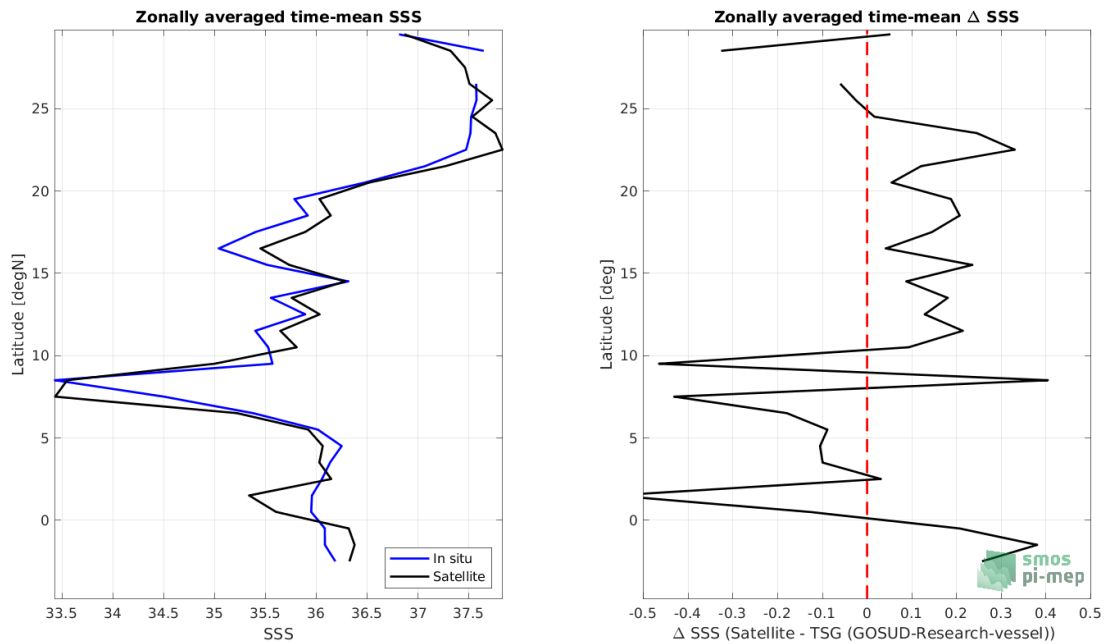 Zonally averaged time-mean SSS
Latitude [degN]
25
20
15
10
5
0
33.5 34 34.5 35 35.5 36 36.5 37 37.5
SSS
In situ
Satellite
Zonally averaged time-mean Δ SSS
Latitude [deg]
25
20
15
10
5
0
-0.5 -0.4 -0.3 -0.2 -0.1 0 0.1 0.2 0.3 0.4 0.5
Δ SSS (Satellite - TSG (GOSUD-Research-vessel))
smos
pi-mep